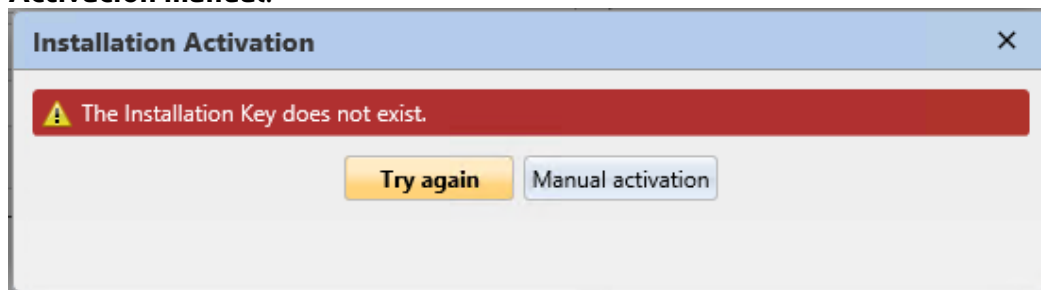 Installation Activation
The Installation Key does not exist.
Try again
Manual activation